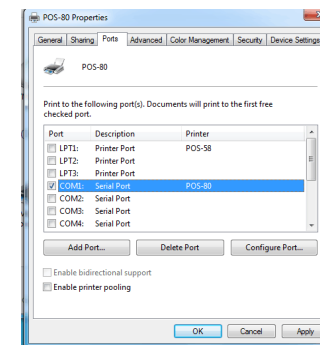 POS-80 Properties
General Sharing Ports Advanced Color Management Security Device Settings
POS-80
Print to the following port(s). Documents will print to the first free
checked port.
Port Description Printer
LPT1: Printer Port POS-58
LPT2: Printer Port
LPT3: Printer Port
COM1: Serial Port POS-80
COM2: Serial Port
COM3: Serial Port
COM4: Serial Port
Add Port... Delete Port Configure Port...
Enable bidirectional support
Enable printer pooling
OK Cancel Apply